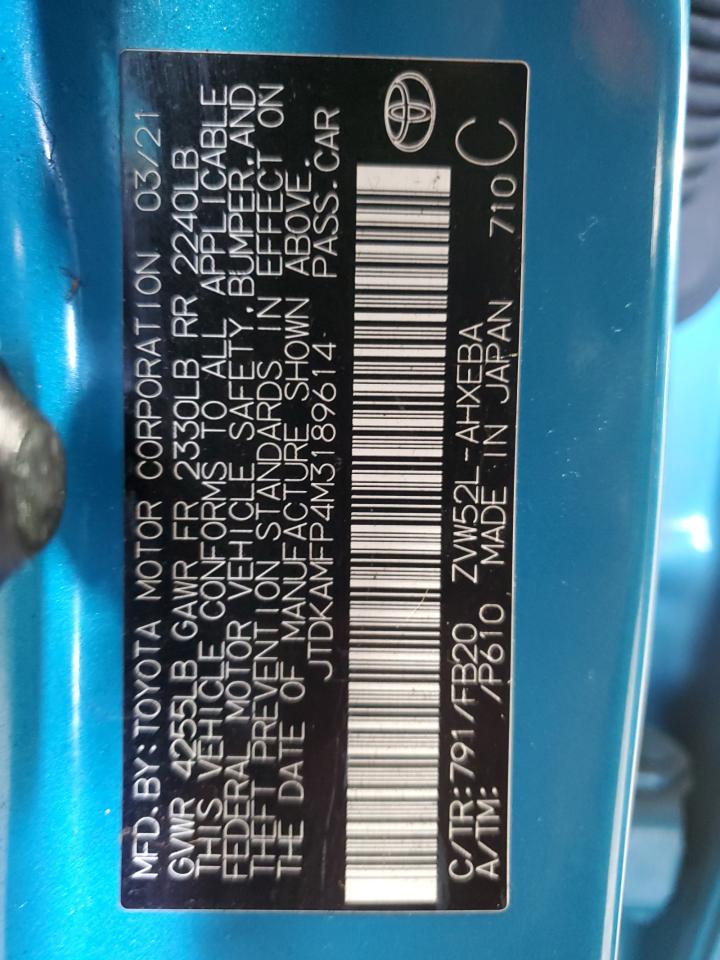 MFD. BY: TOYOTA MOTOR CORPORATION 03/21
GVWR 4255LB GAWR FR 2330LB RR 2240LB
THIS VEHICLE CONFORMS TO ALL APPLICABLE
FEDERAL MOTOR VEHICLE SAFETY, BUMPER, AND
THEFT PREVENTION STANDARDS IN EFFECT ON
THE DATE OF MANUFACTURE SHOWN ABOVE.
JTDKAMFP4M3189614 PASS. CAR
C/TR: 791/FB20 ZVW52L-AHXEBA 710 C
A/TM: /P610 MADE IN JAPAN